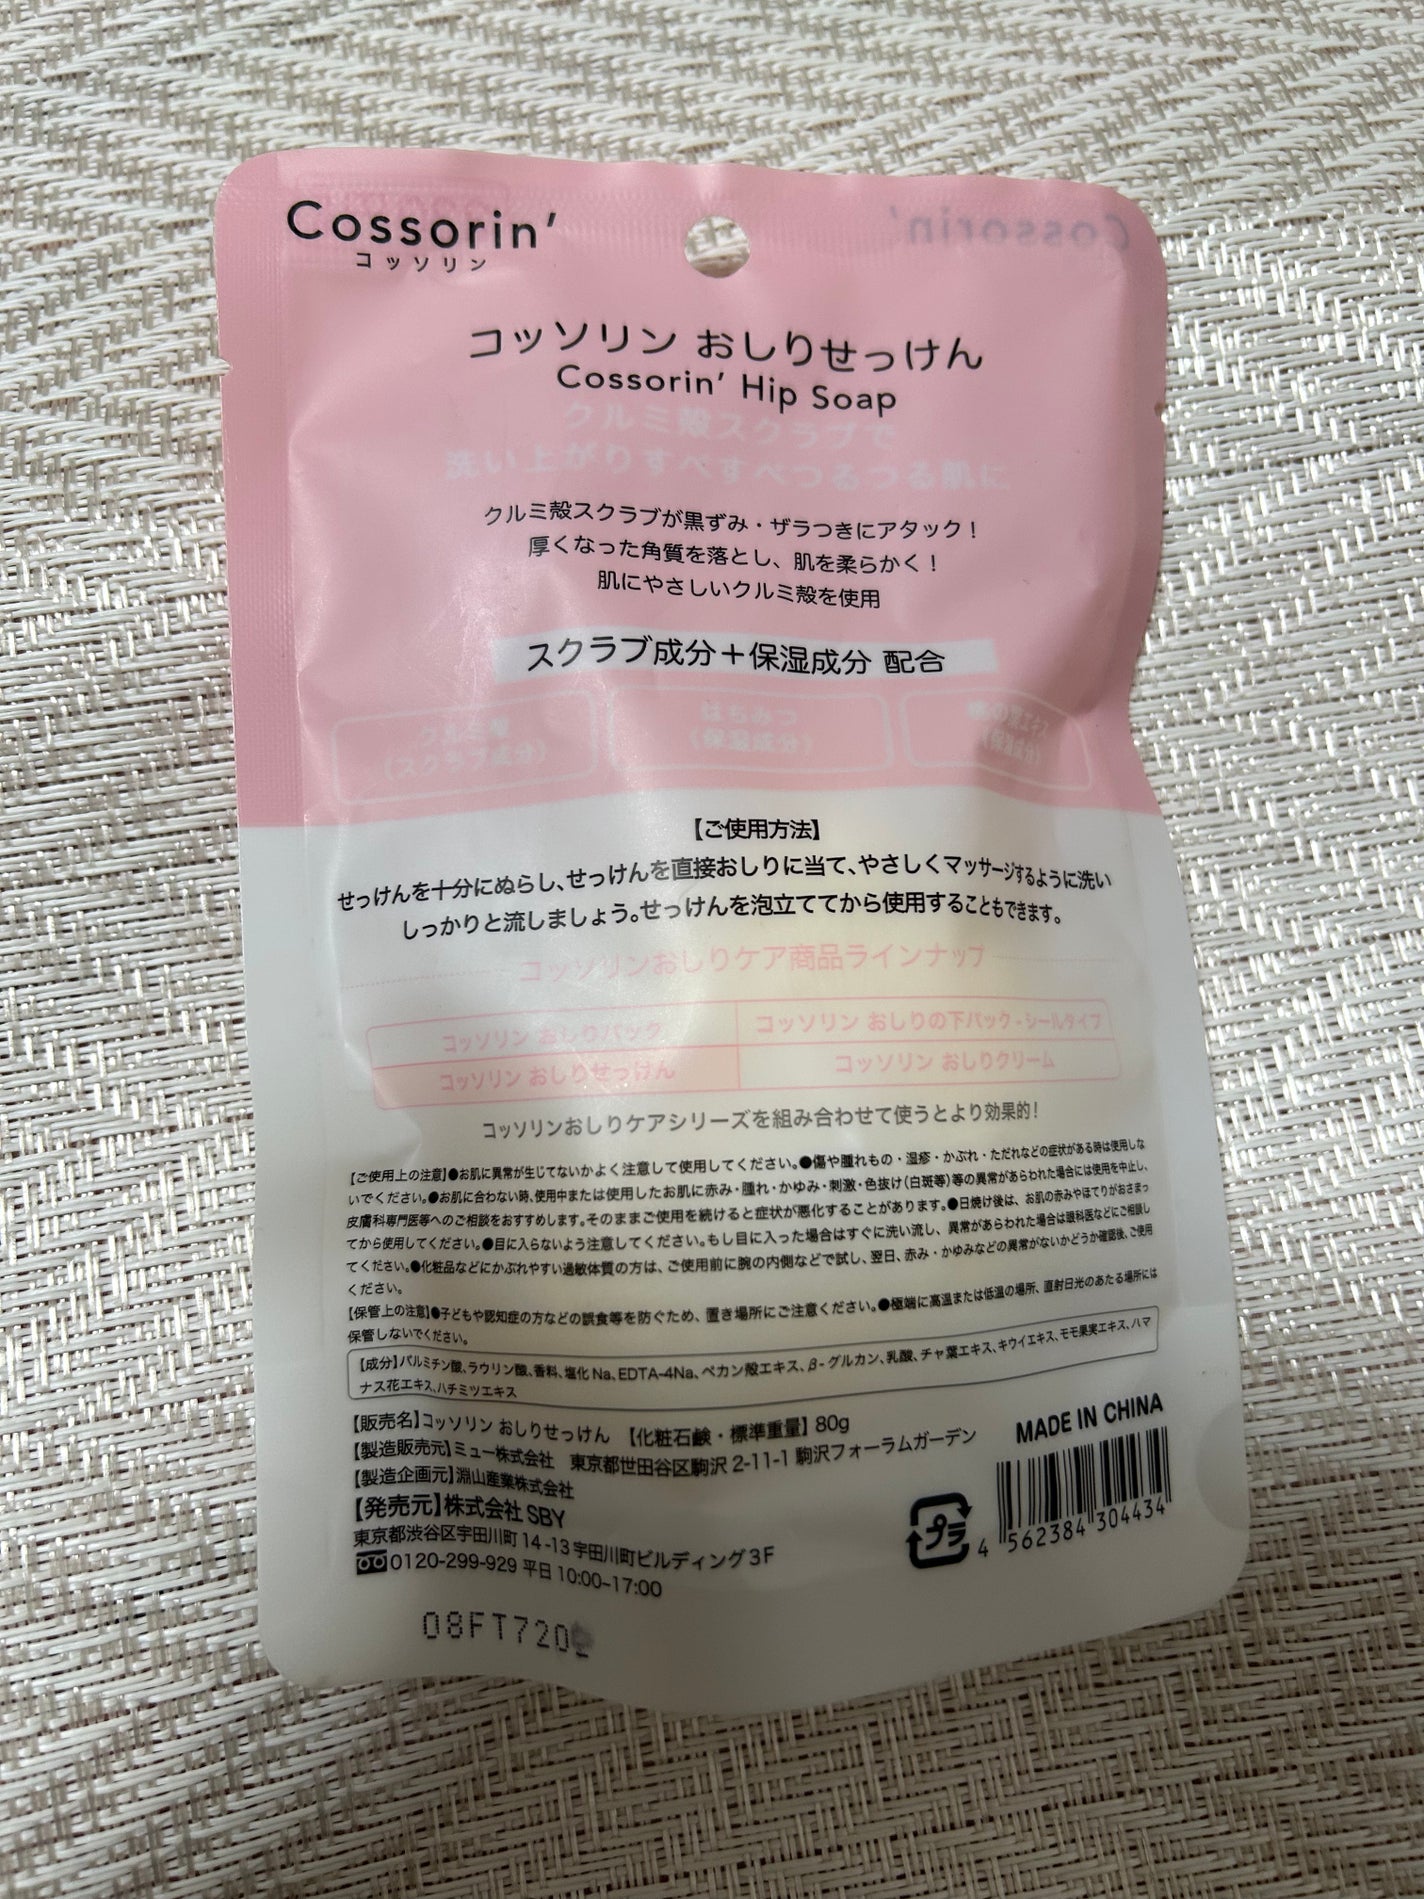 Cossorin'
コッソリン
コッソリン おしりせっけん
Cossorin' Hip Soap
クルミ殻スクラブで
洗い上がりすべすべつるつる肌に
クルミ殻スクラブが黒ずみ・ザラつきにアタック！
厚くなった角質を落とし、肌を柔らかく！
肌にやさしいクルミ殻を使用
スクラブ成分＋保湿成分 配合
クルミ殻
(スクラブ成分)
はちみつ
(保湿成分)
エキス
(保湿成分)
【ご使用方法】
せっけんを十分にぬらし、せっけんを直接おしりに当て、やさしくマッサージするように洗い
しっかりと流しましょう。せっけんを泡立ててから使用することもできます。
コッソリンおしりケア商品ラインナップ
コッソリン おしりパック
コッソリン おしりの下パック - シールタイプ
コッソリン おしりせっけん
コッソリン おしりクリーム
コッソリンおしりケアシリーズを組み合わせて使うとより効果的！
【ご使用上の注意】●お肌に異常が生じてないかよく注意して使用してください。●傷や腫れもの・湿疹・かぶれ・ただれなどの症状がある時は使用しな
いでください。●お肌に合わない時、使用中または使用したお肌に赤み・腫れ・かゆみ・刺激・色抜け(白斑等)等の異常があらわれた場合には使用を中止し、
皮膚科専門医等へのご相談をおすすめします。そのままご使用を続けると症状が悪化することがあります。●日焼け後は、お肌の赤みやほてりがおさまっ
てから使用してください。●目に入らないよう注意してください。もし目に入った場合はすぐに洗い流し、異常があらわれた場合は眼科医などにご相談し
てください。●化粧品などにかぶれやすい過敏体質の方は、ご使用前に腕の内側などで試し、翌日、赤み・かゆみなどの異常がないかどうか確認後、ご使用
ください。
【保管上の注意】●子どもや認知症の方などの誤食等を防ぐため、置き場所にご注意ください。●極端に高温または低温の場所、直射日光のあたる場所には
保管しないでください。
【成分】パルミチン酸、ラウリン酸、香料、塩化Na、EDTA-4Na、ペカン殻エキス、β-グルカン、乳酸、チャ葉エキス、キウイエキス、モモ果実エキス、ハマ
ナス花エキス、ハチミツエキス
【販売名】コッソリン おしりせっけん 【化粧石鹸・標準重量】80g
【製造販売元】ミュー株式会社 東京都世田谷区駒沢 2-11-1 駒沢フォーラムガーデン
【製造企画元】淵山産業株式会社
【発売元】株式会社 SBY
東京都渋谷区宇田川町 14 -13 宇田川町ビルディング 3 F
0120-299-929 平日 10:00~17:00
MADE IN CHINA
プラ
4 562384 304434
08FT720